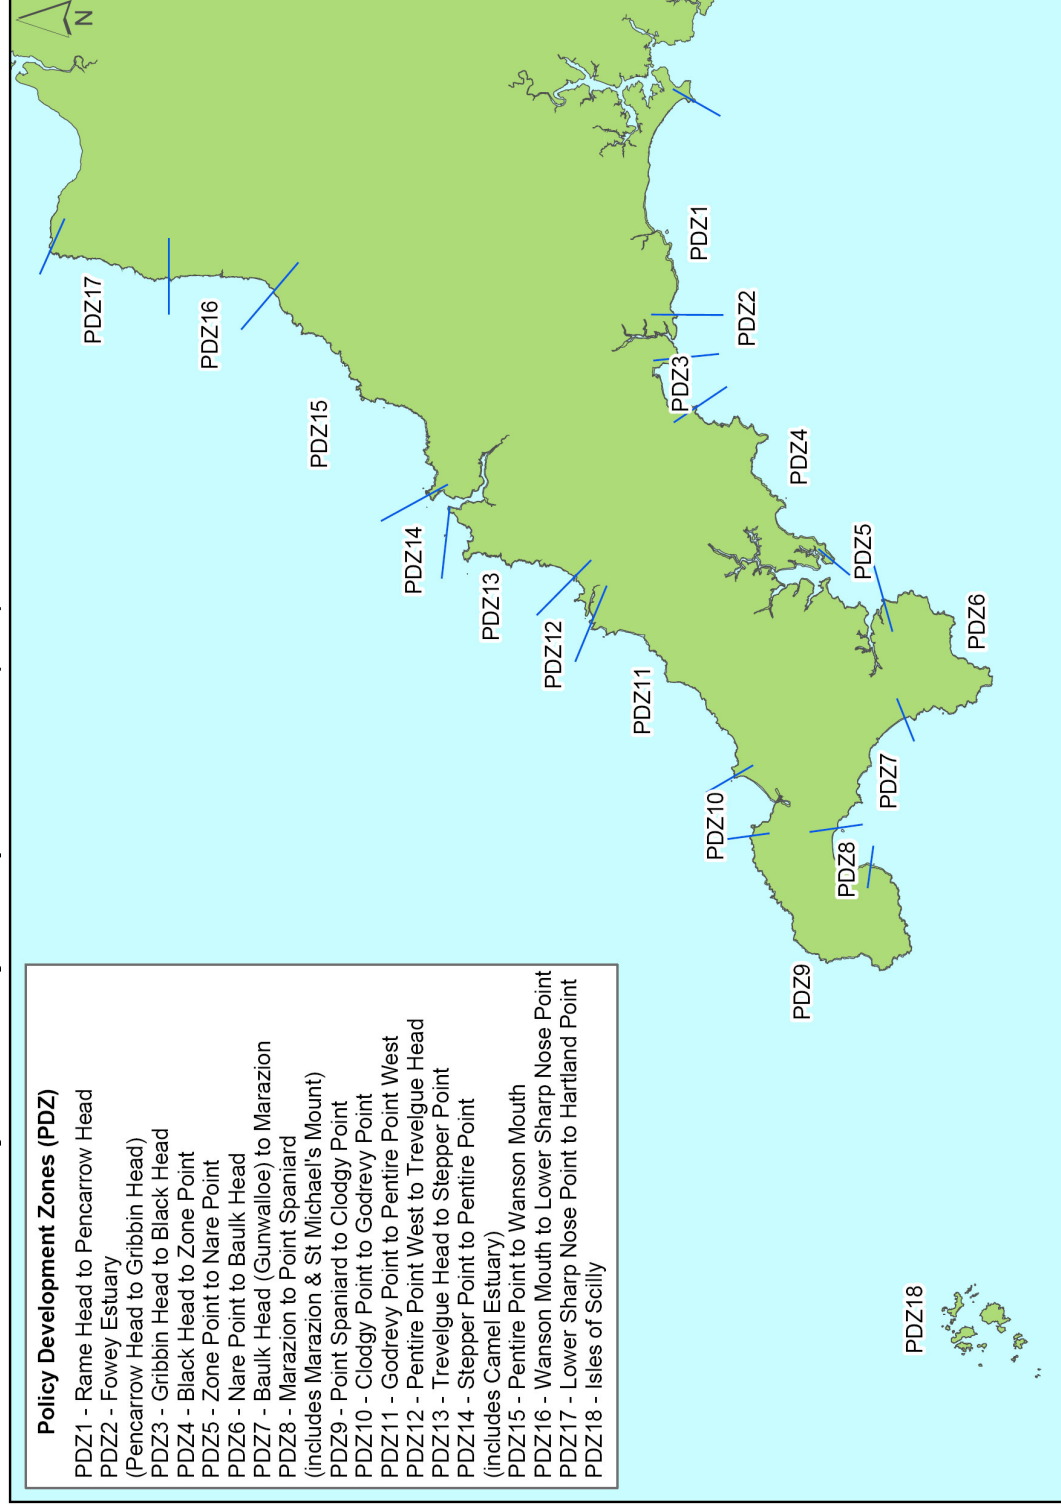 Policy Development Zones (PDZ)
PDZ1 - Rame Head to Pencarrow Head
PDZ2 - Fowey Estuary
(Pencarrow Head to Gribbin Head)
PDZ3 - Gribbin Head to Black Head
PDZ4 - Black Head to Zone Point
PDZ5 - Zone Point to Nare Point
PDZ6 - Nare Point to Baulk Head
PDZ7 - Baulk Head (Gunwalloe) to Marazion
PDZ8 - Marazion to Point Spaniard
(includes Marazion & St Michael's Mount)
PDZ9 - Point Spaniard to Clodgy Point
PDZ10 - Clodgy Point to Godrevy Point
PDZ11 - Godrevy Point to Pentire Point West
PDZ12 - Pentire Point West to Trevelgue Head
PDZ13 - Trevelgue Head to Stepper Point
PDZ14 - Stepper Point to Pentire Point
(includes Camel Estuary)
PDZ15 - Pentire Point to Wanson Mouth
PDZ16 - Wanson Mouth to Lower Sharp Nose Point
PDZ17 - Lower Sharp Nose Point to Hartland Point
PDZ18 - Isles of Scilly
N
PDZ17
PDZ16
PDZ15
PDZ14
PDZ13
PDZ12
PDZ11
PDZ10
PDZ9
PDZ8
PDZ7
PDZ6
PDZ5
PDZ4
PDZ3
PDZ2
PDZ1
PDZ18